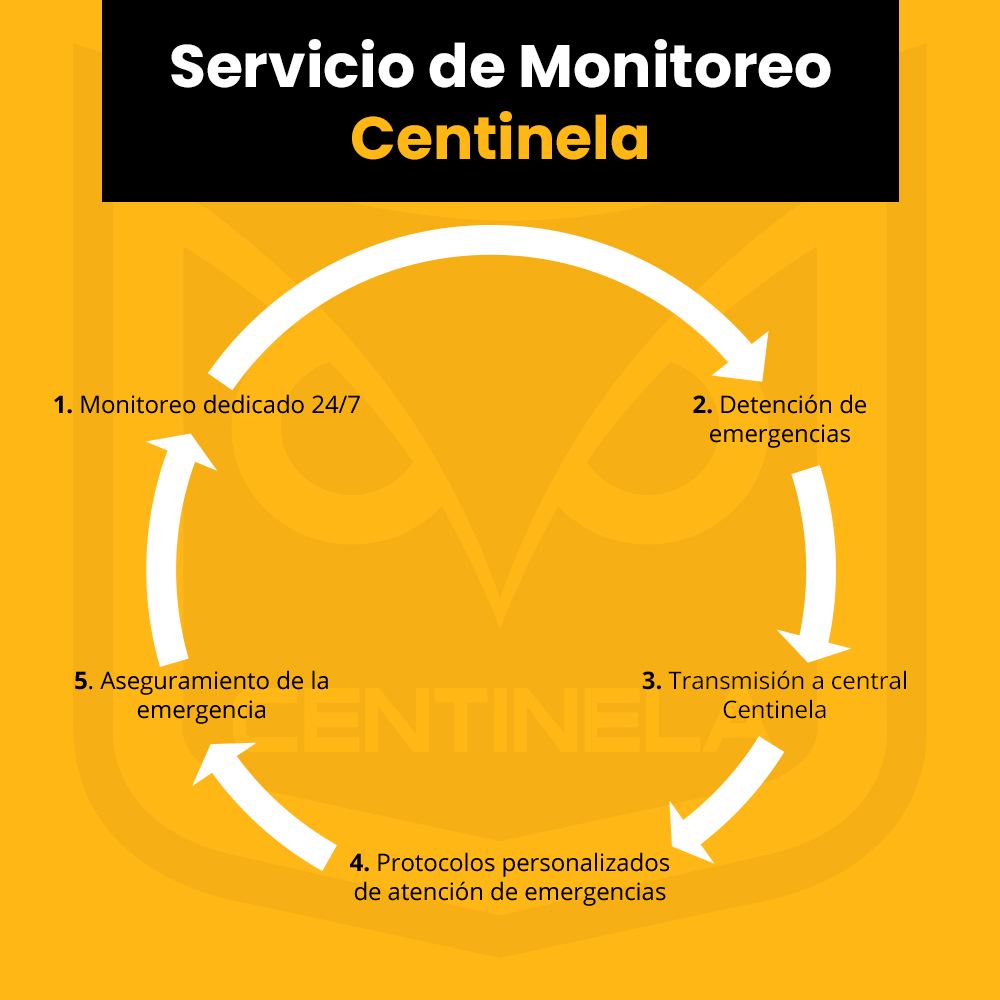 Servicio de Monitoreo
Centinela
1. Monitoreo dedicado 24/7
2. Detención de
emergencias
3. Transmisión a central
Centinela
4. Protocolos personalizados
de atención de emergencias
5. Aseguramiento de la
emergencia
CENTINELA